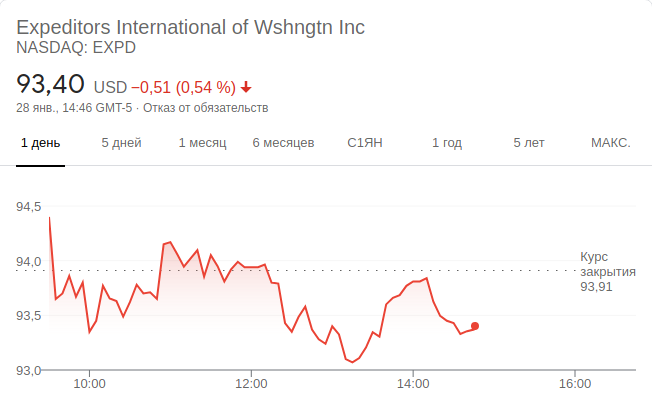 Expeditors International of Wshngtn Inc
NASDAQ: EXPD
93,40 USD −0,51 (0,54 %)
28 янв., 14:46 GMT-5 · Отказ от обязательств
1 день 5 дней 1 месяц 6 месяцев С1ЯН 1 год 5 лет МАКС.
94,5
94,0
93,5
93,0
Курс
закрытия
93,91
10:00 12:00 14:00 16:00